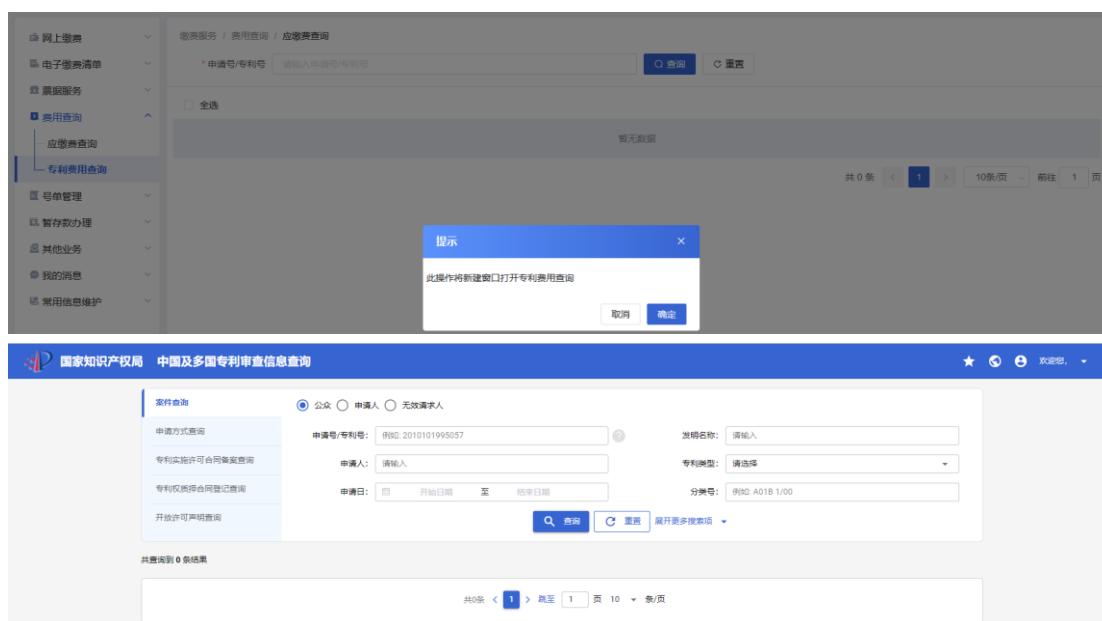 网上缴费
电子缴费清单
票据服务
费用查询
应缴费查询
专利费用查询
号单管理
暂存款办理
其他业务
我的消息
常用信息维护
缴费服务 / 费用查询 / 应缴费查询
* 申请号/专利号 请输入申请号/专利号 查询 重置
全选
暂无数据
共 0 条 < 1 > 10条/页 前往 1 页
提示 ×
此操作将新建窗口打开专利费用查询
取消 确定
国家知识产权局 中国及多国专利审查信息查询 欢迎您,
案件查询
申请方式查询
专利实施许可合同备案查询
专利权质押合同登记查询
开放许可声明查询
公众 申请人 无效请求人
申请号/专利号: 例如: 2010101995057 ? 发明名称: 请输入
申请人: 请输入 专利类型: 请选择
申请日: 开始日期 至 结束日期 分类号: 例如: A01B 1/00
查询 重置 展开更多搜索项
共查询到 0 条结果
共0条 < 1 > 跳至 1 页 10 条/页